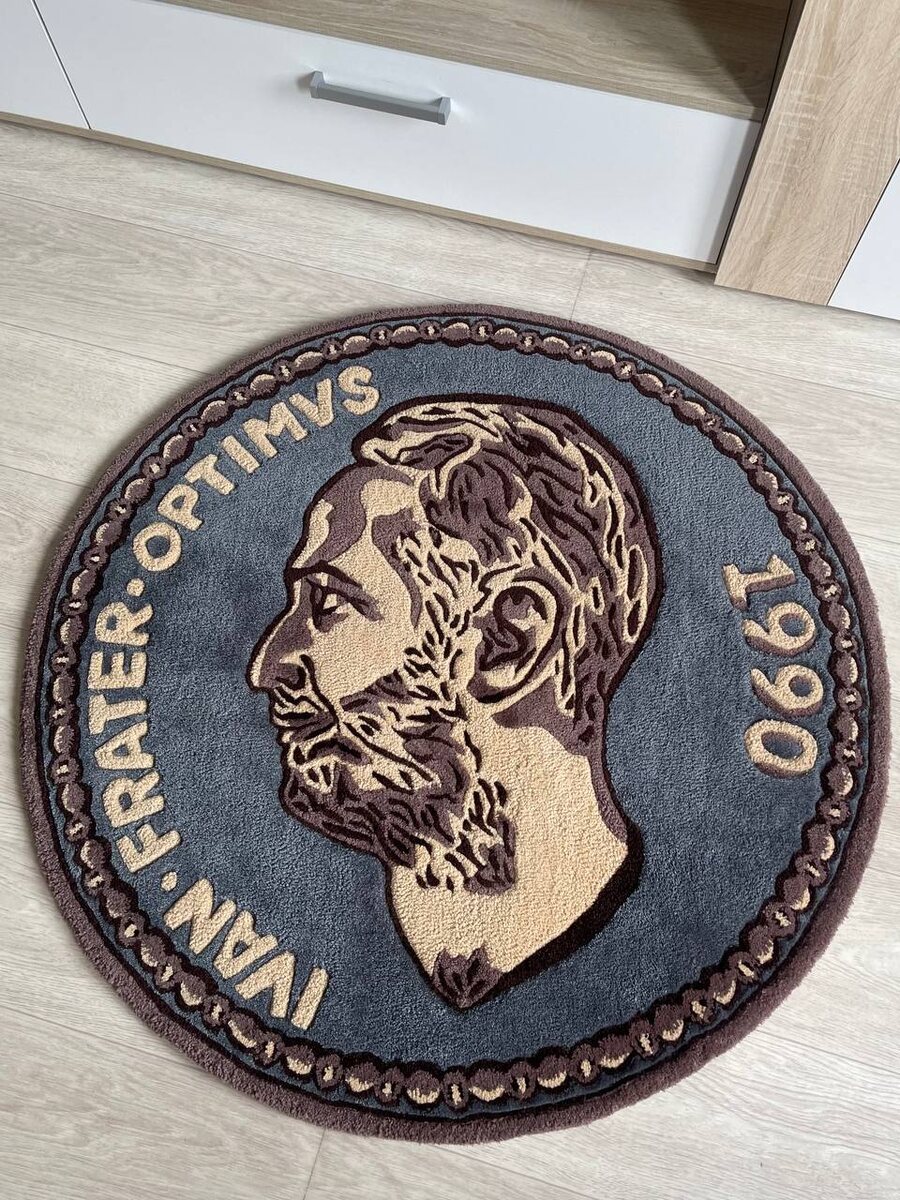 IVAN · FRATER · OPTIMVS
1990